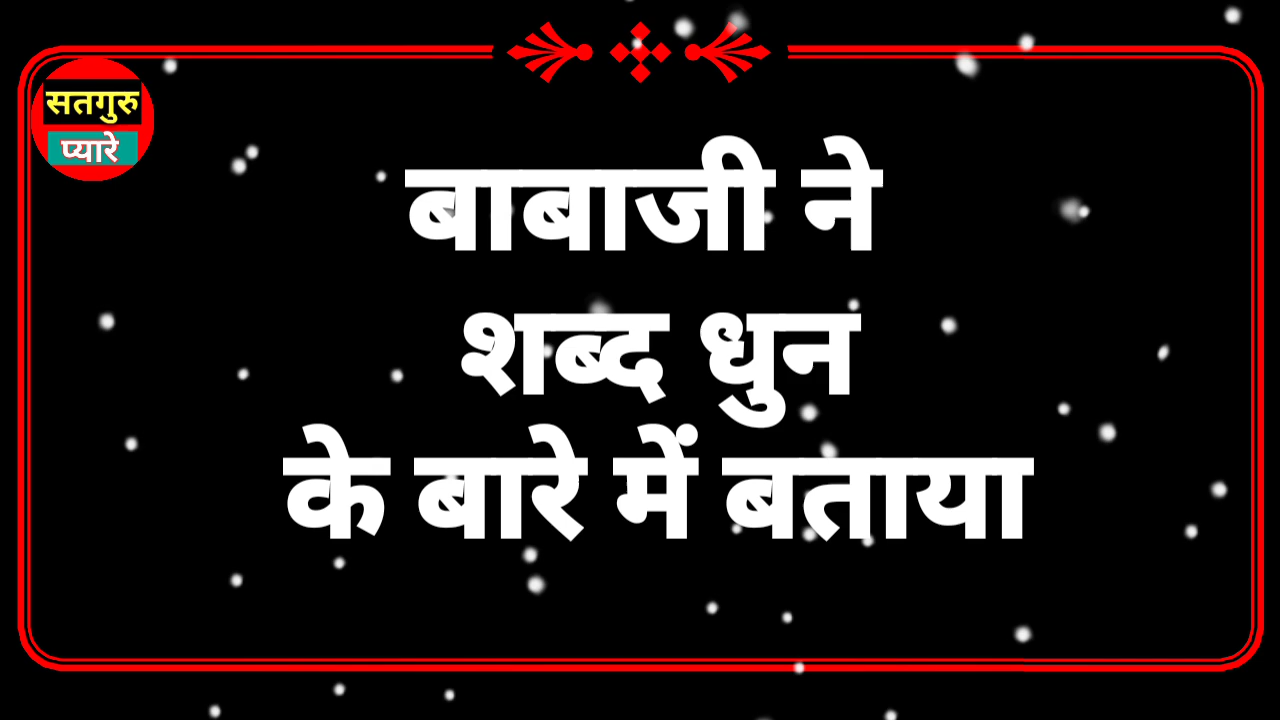 सतगुरु
प्यारे
बाबाजी ने
शब्द धुन
के बारे में बताया